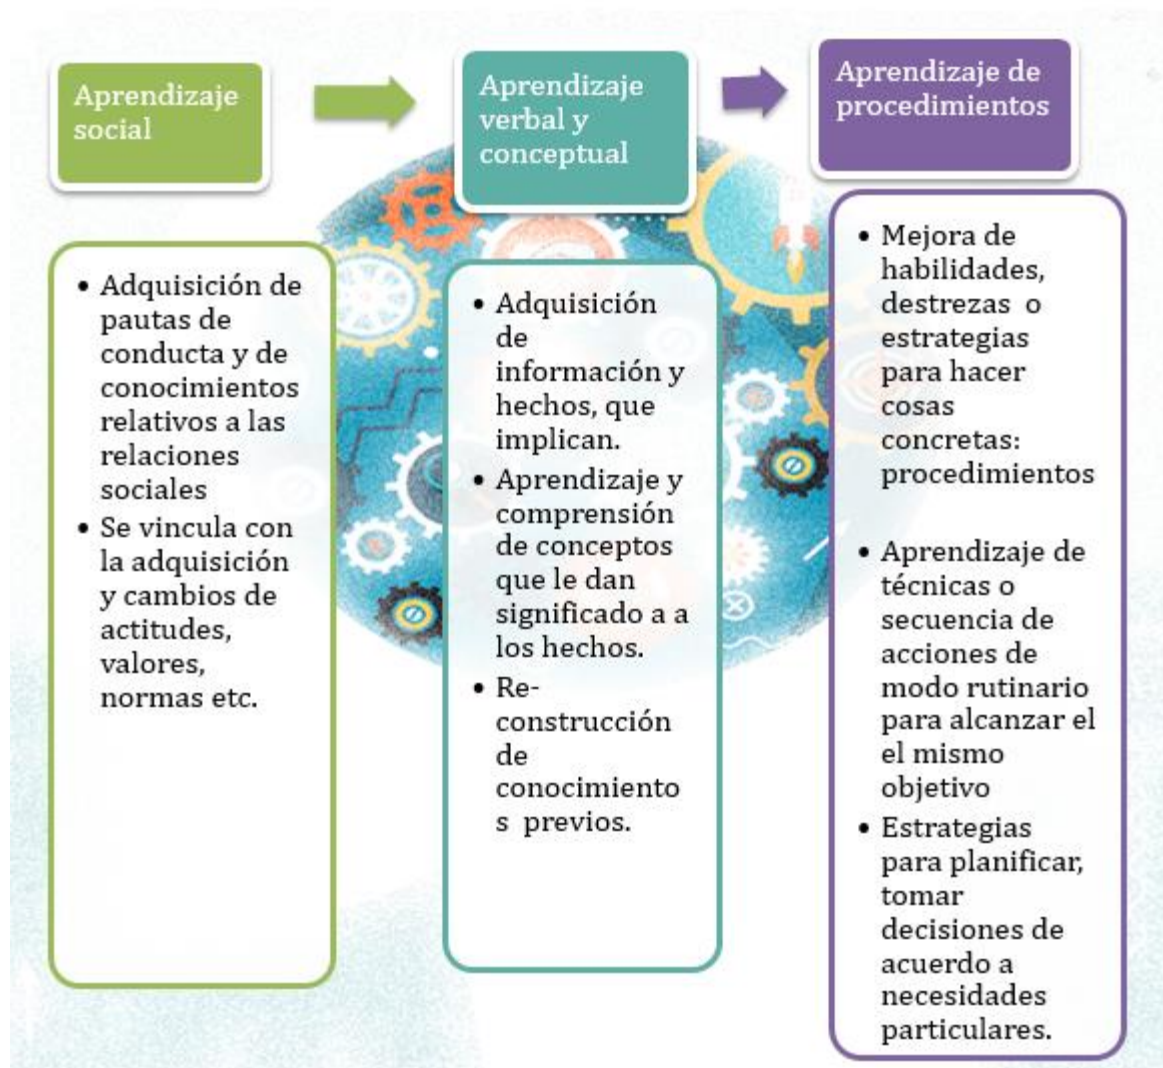 Aprendizaje
social
• Adquisición de
pautas de
conducta y de
conocimientos
relativos a las
relaciones
sociales
• Se vincula con
la adquisición
y cambios de
actitudes,
valores,
normas etc.
Aprendizaje
verbal y
conceptual
• Adquisición
de
información y
hechos, que
implican.
• Aprendizaje y
comprensión
de conceptos
que le dan
significado a a
los hechos.
• Re-
construcción
de
conocimiento
s previos.
Aprendizaje de
procedimientos
• Mejora de
habilidades,
destrezas o
estrategias
para hacer
cosas
concretas:
procedimientos
• Aprendizaje de
técnicas o
secuencia de
acciones de
modo rutinario
para alcanzar el
el mismo
objetivo
• Estrategias
para planificar,
tomar
decisiones de
acuerdo a
necesidades
particulares.